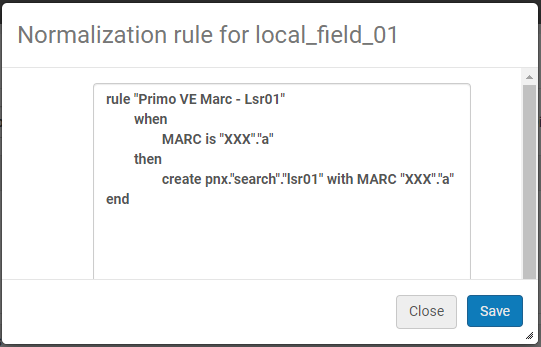 Normalization rule for local_field_01
rule "Primo VE Marc - Lsr01"
when
MARC is "XXX"."a"
then
create pnx."search"."lsr01" with MARC "XXX"."a"
end
Close
Save